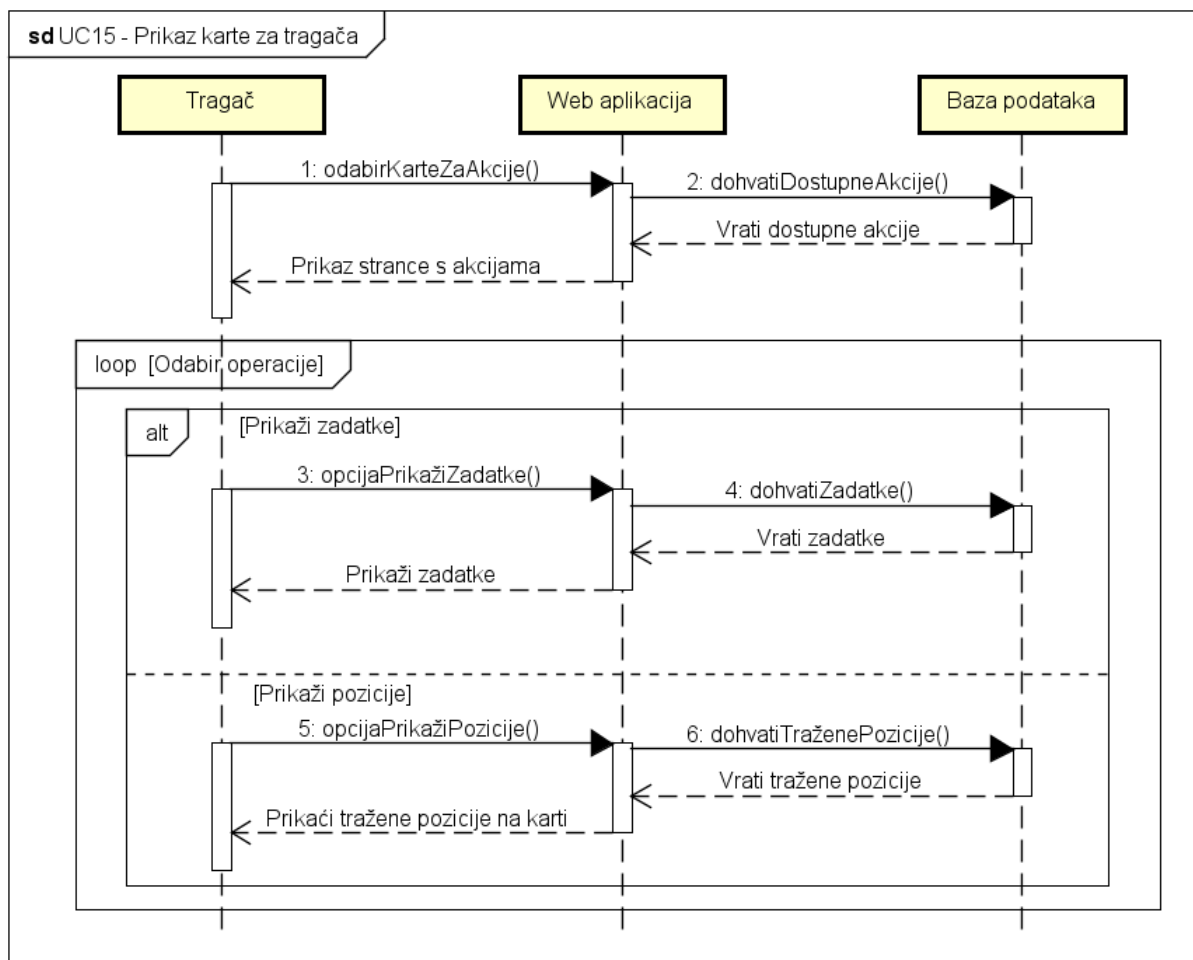 sd UC15 - Prikaz karte za tragača
Tragač
Web aplikacija
Baza podataka
1: odabirKarteZaAkcije()
2: dohvatiDostupneAkcije()
Vrati dostupne akcije
Prikaz strance s akcijama
loop [Odabir operacije]
alt
[Prikaži zadatke]
3: opcijaPrikažiZadatke()
4: dohvatiZadatke()
Vrati zadatke
Prikaži zadatke
[Prikaži pozicije]
5: opcijaPrikažiPozicije()
6: dohvatiTraženePozicije()
Vrati tražene pozicije
Prikaći tražene pozicije na karti